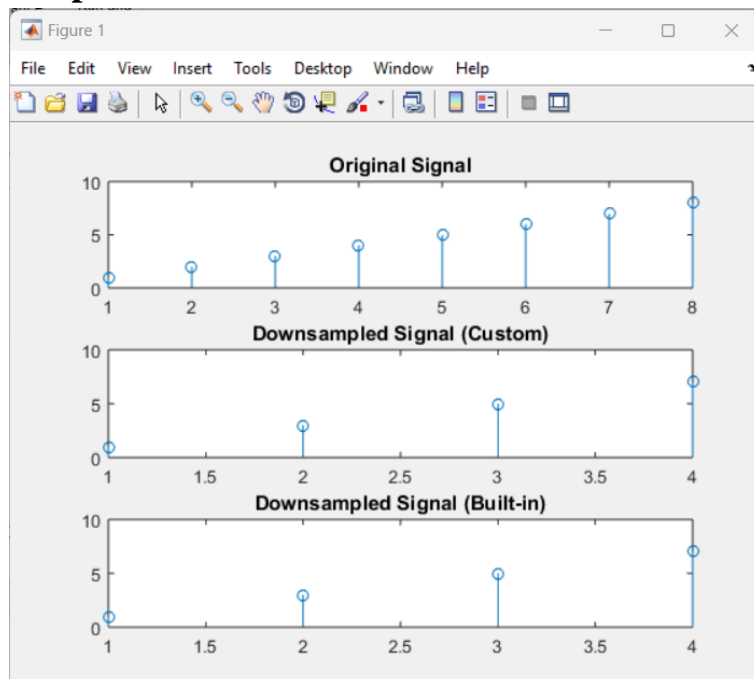 Figure 1
File Edit View Insert Tools Desktop Window Help
Original Signal
10
5
0
1 2 3 4 5 6 7 8
Downsampled Signal (Custom)
10
5
0
1 1.5 2 2.5 3 3.5 4
Downsampled Signal (Built-in)
10
5
0
1 1.5 2 2.5 3 3.5 4